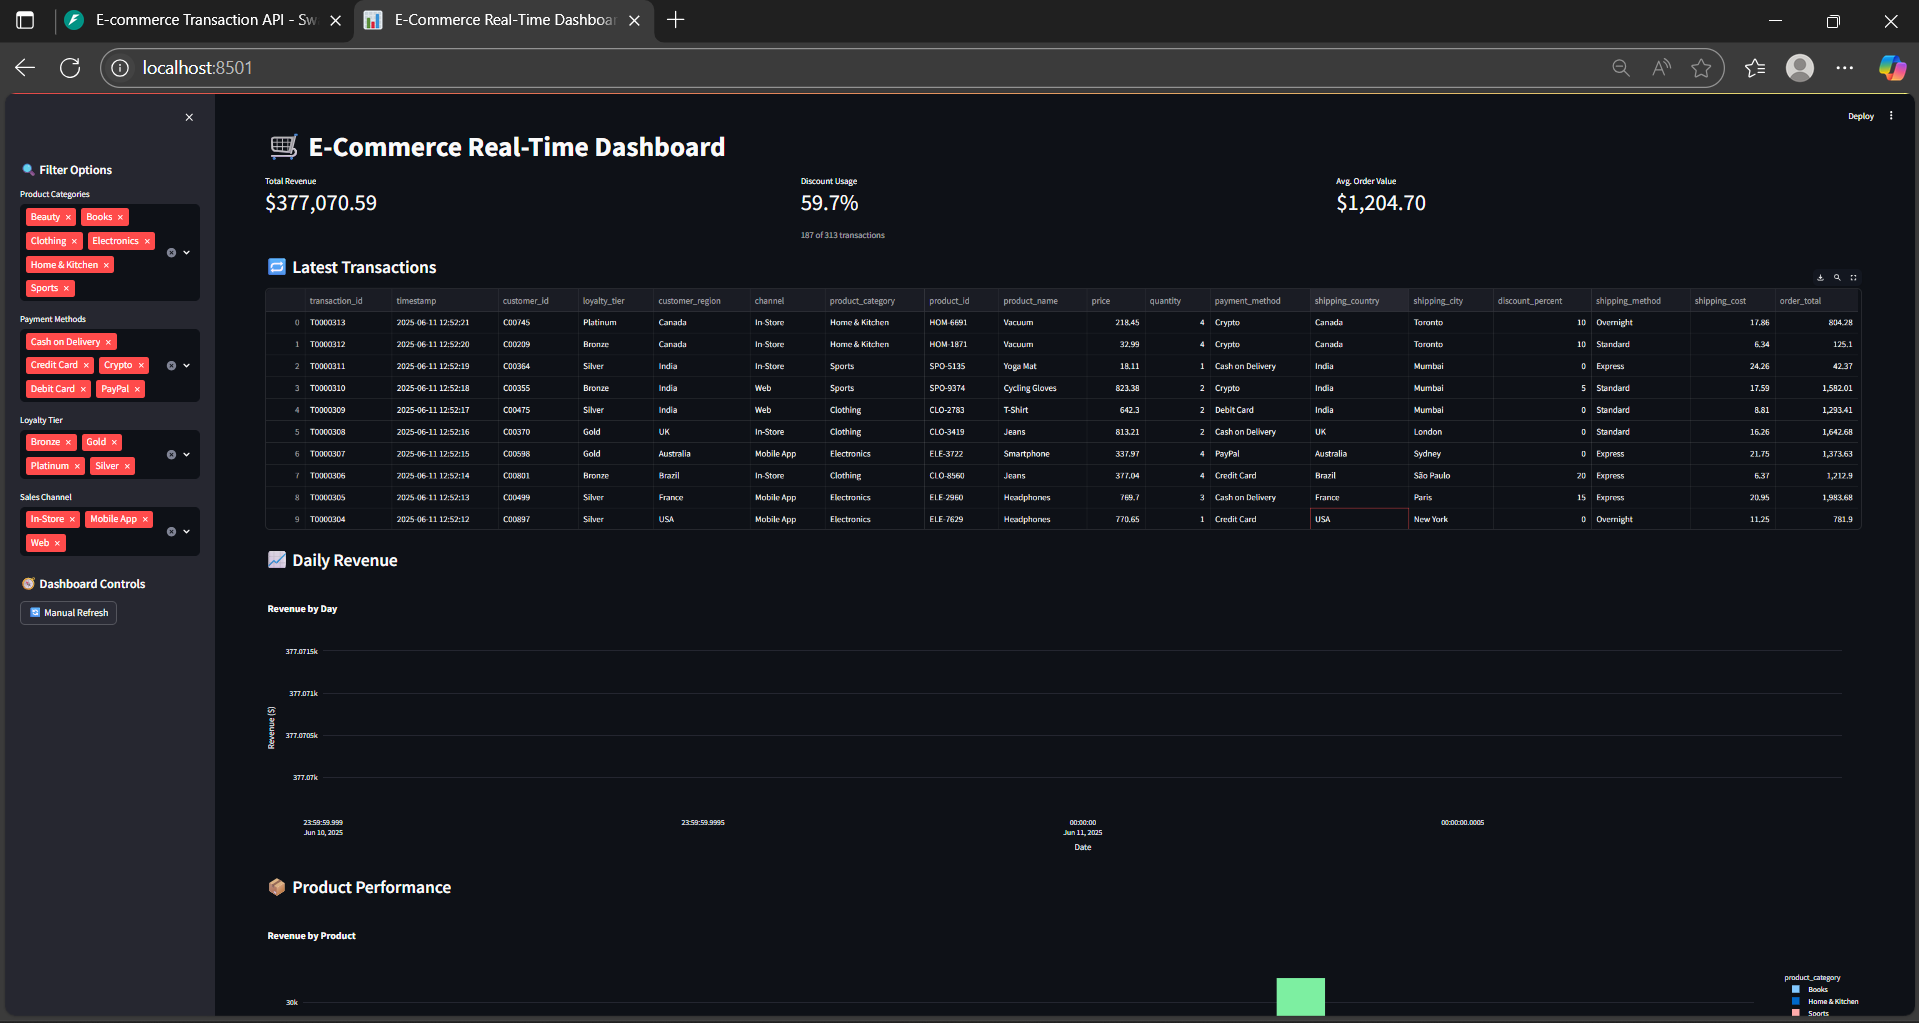 E-commerce Transaction API - Sw
E-Commerce Real-Time Dashboar
localhost:8501
Deploy
🔍 Filter Options
Product Categories
Beauty × Books ×
Clothing × Electronics ×
Home & Kitchen ×
Sports ×
Payment Methods
Cash on Delivery ×
Credit Card × Crypto ×
Debit Card × PayPal ×
Loyalty Tier
Bronze × Gold ×
Platinum × Silver ×
Sales Channel
In-Store × Mobile App ×
Web ×
Dashboard Controls
Manual Refresh
E-Commerce Real-Time Dashboard
Total Revenue Discount Usage Avg. Order Value
$377,070.59 59.7% $1,204.70
187 of 313 transactions
Latest Transactions
transaction_id timestamp customer_id loyalty_tier customer_region channel product_category product_id product_name price quantity payment_method shipping_country shipping_city discount_percent shipping_method shipping_cost order_total
0 T0000313 2025-06-11 12:52:21 C00745 Platinum Canada In-Store Home & Kitchen HOM-6691 Vacuum 218.45 4 Crypto Canada Toronto 10 Overnight 17.86 804.28
1 T0000312 2025-06-11 12:52:20 C00209 Bronze Canada In-Store Home & Kitchen HOM-1871 Vacuum 32.99 4 Crypto Canada Toronto 10 Standard 6.34 125.1
2 T0000311 2025-06-11 12:52:19 C00364 Silver India In-Store Sports SPO-5135 Yoga Mat 18.11 1 Cash on Delivery India Mumbai 0 Express 24.26 42.37
3 T0000310 2025-06-11 12:52:18 C00355 Bronze India Web Sports SPO-9374 Cycling Gloves 823.38 2 Crypto India Mumbai 5 Standard 17.59 1,582.01
4 T0000309 2025-06-11 12:52:17 C00475 Silver India Web Clothing CLO-2783 T-Shirt 642.3 2 Debit Card India Mumbai 0 Standard 8.81 1,293.41
5 T0000308 2025-06-11 12:52:16 C00370 Gold UK In-Store Clothing CLO-3419 Jeans 813.21 2 Cash on Delivery UK London 0 Standard 16.26 1,642.68
6 T0000307 2025-06-11 12:52:15 C00598 Gold Australia Mobile App Electronics ELE-3722 Smartphone 337.97 4 PayPal Australia Sydney 0 Express 21.75 1,373.63
7 T0000306 2025-06-11 12:52:14 C00801 Bronze Brazil In-Store Clothing CLO-8560 Jeans 377.04 4 Credit Card Brazil São Paulo 20 Express 6.37 1,212.9
8 T0000305 2025-06-11 12:52:13 C00499 Silver France Mobile App Electronics ELE-2960 Headphones 769.7 3 Cash on Delivery France Paris 15 Express 20.95 1,983.68
9 T0000304 2025-06-11 12:52:12 C00897 Silver USA Mobile App Electronics ELE-7629 Headphones 770.65 1 Credit Card USA New York 0 Overnight 11.25 781.9
Daily Revenue
Revenue by Day
377.0715k
377.071k
377.0705k
377.07k
Revenue ($)
23:59:59.999 23:59:59.9995 00:00:00 00:00:00.0005
Jun 10, 2025 Jun 11, 2025
Date
Product Performance
Revenue by Product
30k
product_category
Books
Home & Kitchen
Sports